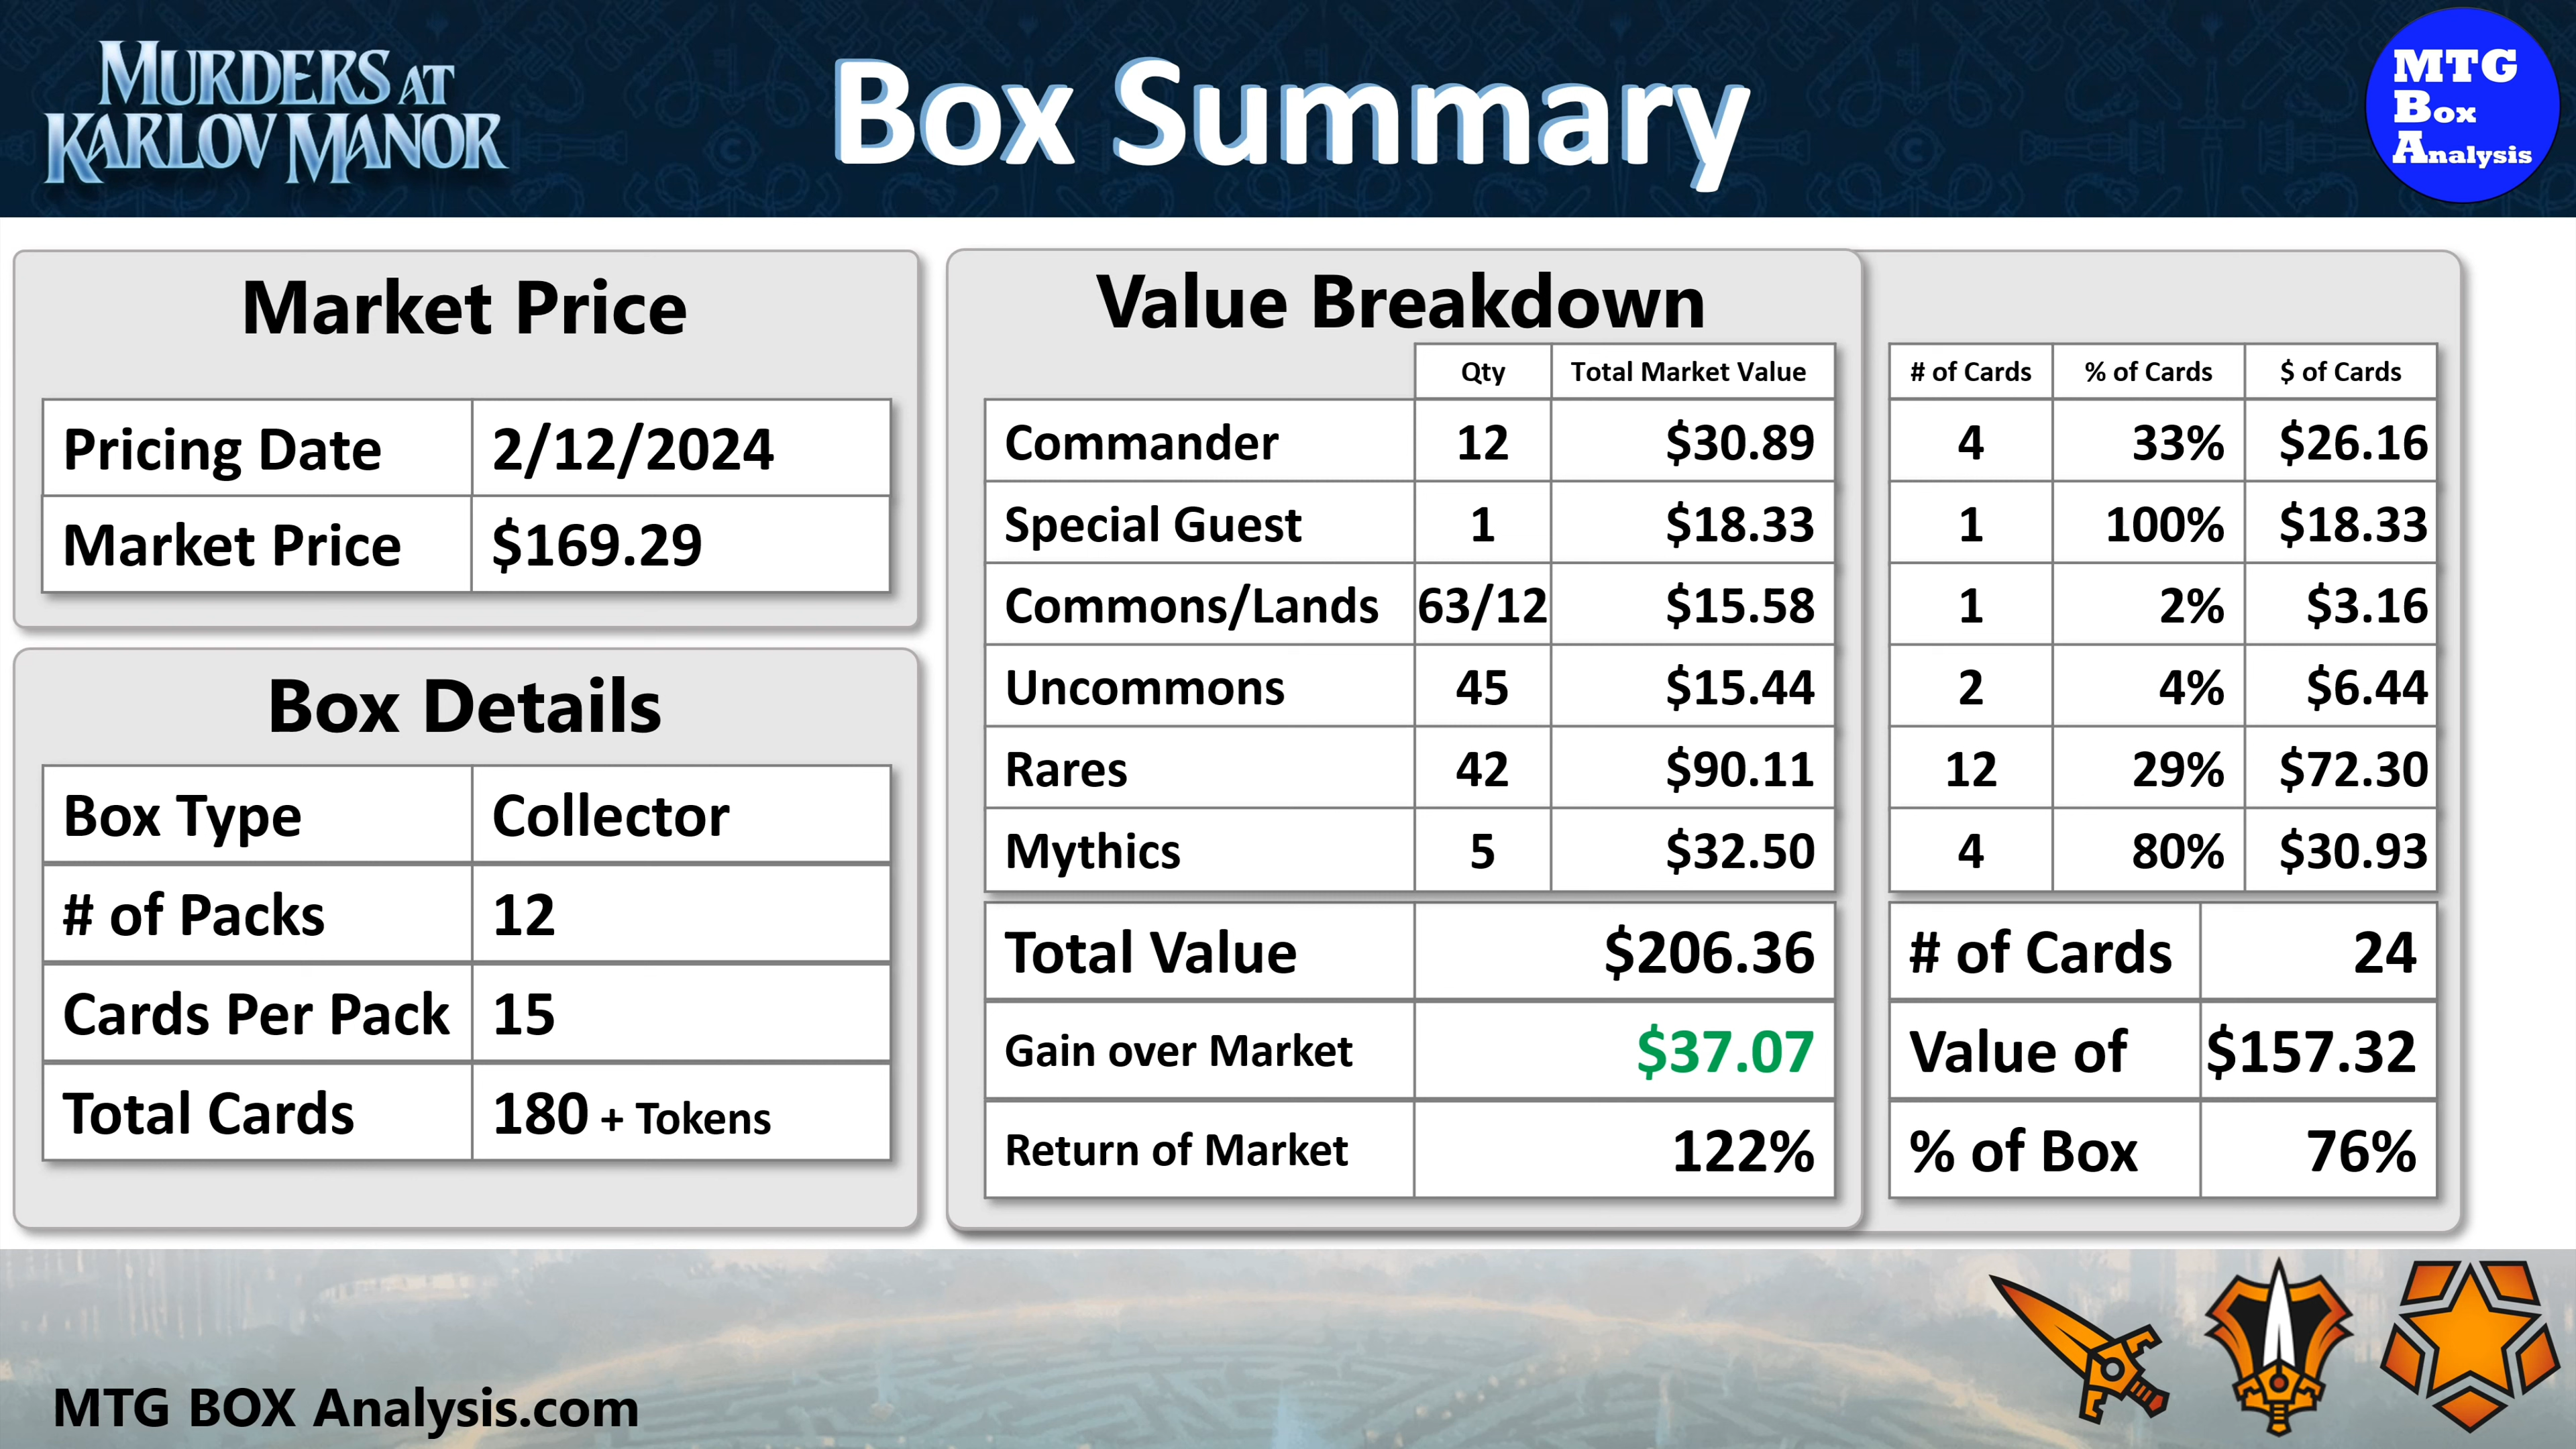 MURDERS AT
KARLOV MANOR
Box Summary
MTG
Box
Analysis
Market Price
Pricing Date 2/12/2024
Market Price $169.29
Box Details
Box Type Collector
# of Packs 12
Cards Per Pack 15
Total Cards 180 + Tokens
Value Breakdown
Qty Total Market Value # of Cards % of Cards $ of Cards
Commander 12 $30.89 4 33% $26.16
Special Guest 1 $18.33 1 100% $18.33
Commons/Lands 63/12 $15.58 1 2% $3.16
Uncommons 45 $15.44 2 4% $6.44
Rares 42 $90.11 12 29% $72.30
Mythics 5 $32.50 4 80% $30.93
Total Value $206.36 # of Cards 24
Gain over Market $37.07 Value of $157.32
Return of Market 122% % of Box 76%
MTG BOX Analysis.com